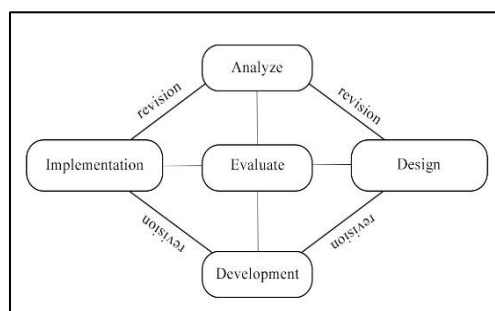 Analyze
revision
revision
Implementation
Evaluate
Design
revision
revision
Development